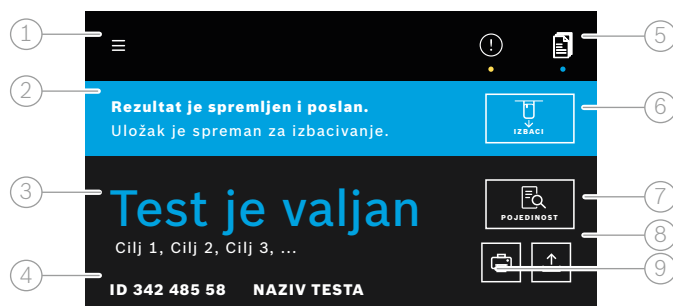 1
5
2
Rezultat je spremljen i poslan.
Uložak je spreman za izbacivanje.
IZBACI
6
3
Test je valjan
POJEDINOST
7
Cilj 1, Cilj 2, Cilj 3, ...
8
4
ID 342 485 58 NAZIV TESTA
9